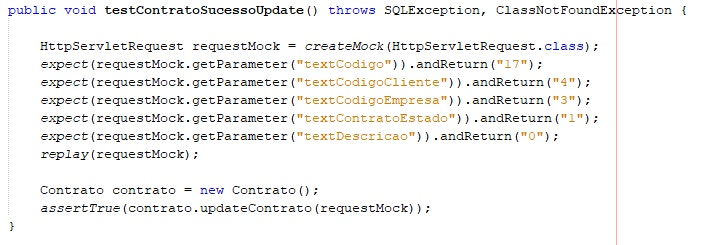 public void testContratoSucessoUpdate() throws SQLException, ClassNotFoundException {
HttpServletRequest requestMock = createMock(HttpServletRequest.class);
expect(requestMock.getParameter("textCodigo")).andReturn("17");
expect(requestMock.getParameter("textCodigoCliente")).andReturn("4");
expect(requestMock.getParameter("textCodigoEmpresa")).andReturn("3");
expect(requestMock.getParameter("textContratoEstado")).andReturn("1");
expect(requestMock.getParameter("textDescricao")).andReturn("0");
replay(requestMock);
Contrato contrato = new Contrato();
assertTrue(contrato.updateContrato(requestMock));
}